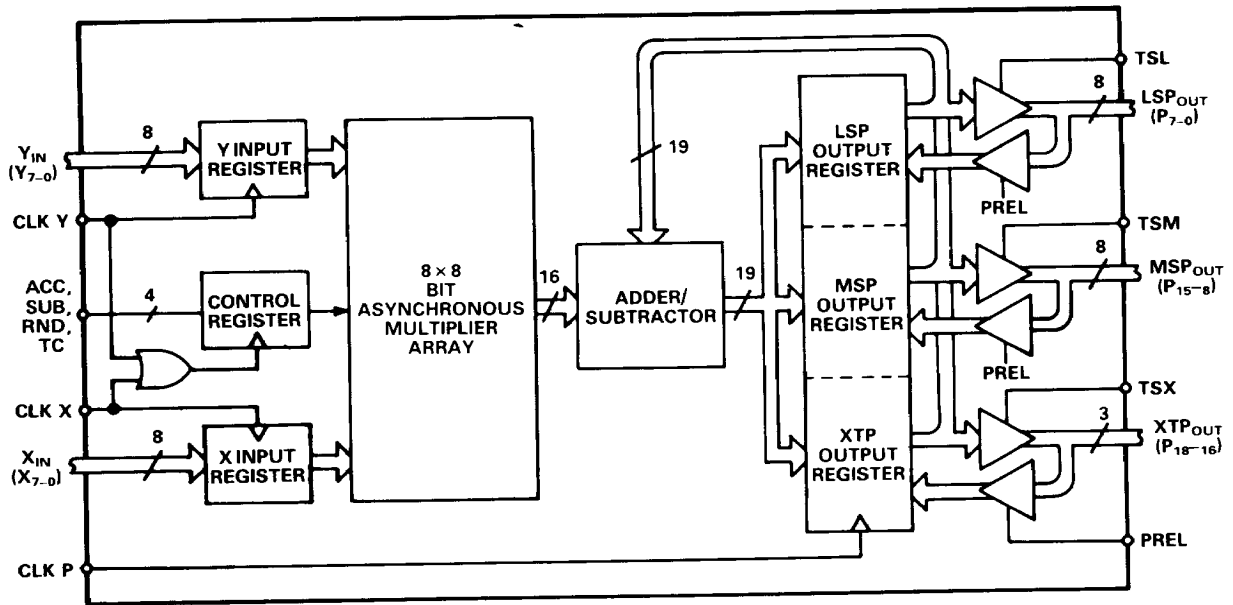 8
Y_IN
(Y_7–0)
Y INPUT
REGISTER
CLK Y
ACC,
SUB,
RND,
TC
4
CONTROL
REGISTER
CLK X
8
X_IN
(X_7–0)
X INPUT
REGISTER
CLK P
8 × 8
BIT
ASYNCHRONOUS
MULTIPLIER
ARRAY
16
ADDER/
SUBTRACTOR
19
19
LSP
OUTPUT
REGISTER
MSP
OUTPUT
REGISTER
XTP
OUTPUT
REGISTER
TSL
8
LSP_OUT
(P_7–0)
PREL
TSM
8
MSP_OUT
(P_15–8)
PREL
TSX
3
XTP_OUT
(P_18–16)
PREL